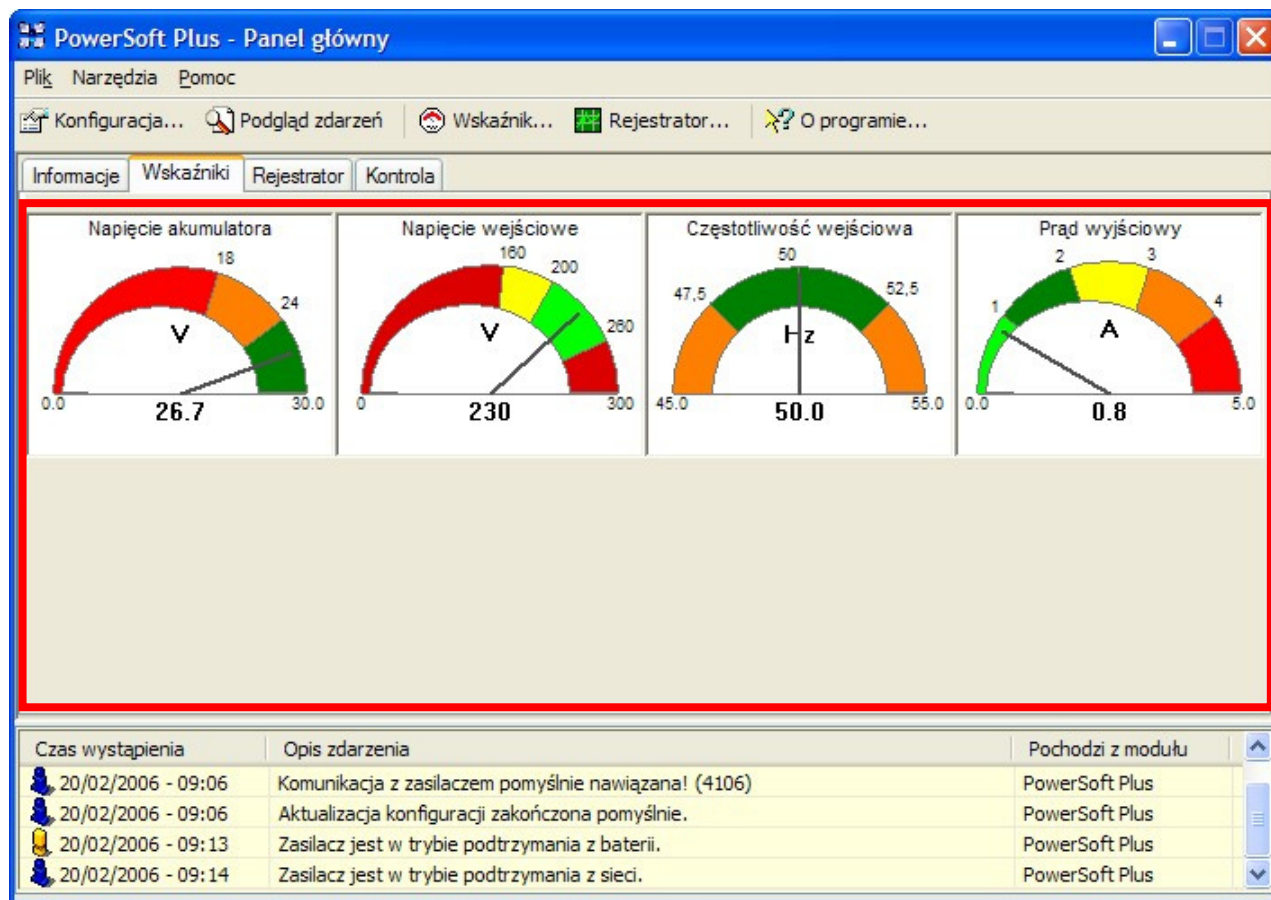 PowerSoft Plus - Panel główny
Plik Narzędzia Pomoc
Konfiguracja... Podgląd zdarzeń Wskaźnik... Rejestrator... O programie...
Informacje Wskaźniki Rejestrator Kontrola
Napięcie akumulatora
18
24
V
0.0 30.0
26.7
Napięcie wejściowe
160
200
260
V
0 300
230
Częstotliwość wejściowa
50
47,5 52,5
Hz
45.0 55.0
50.0
Prąd wyjściowy
2 3
1 4
A
0.0 5.0
0.8
Czas wystąpienia Opis zdarzenia Pochodzi z modułu
20/02/2006 - 09:06 Komunikacja z zasilaczem pomyślnie nawiązana! (4106) PowerSoft Plus
20/02/2006 - 09:06 Aktualizacja konfiguracji zakończona pomyślnie. PowerSoft Plus
20/02/2006 - 09:13 Zasilacz jest w trybie podtrzymania z baterii. PowerSoft Plus
20/02/2006 - 09:14 Zasilacz jest w trybie podtrzymania z sieci. PowerSoft Plus